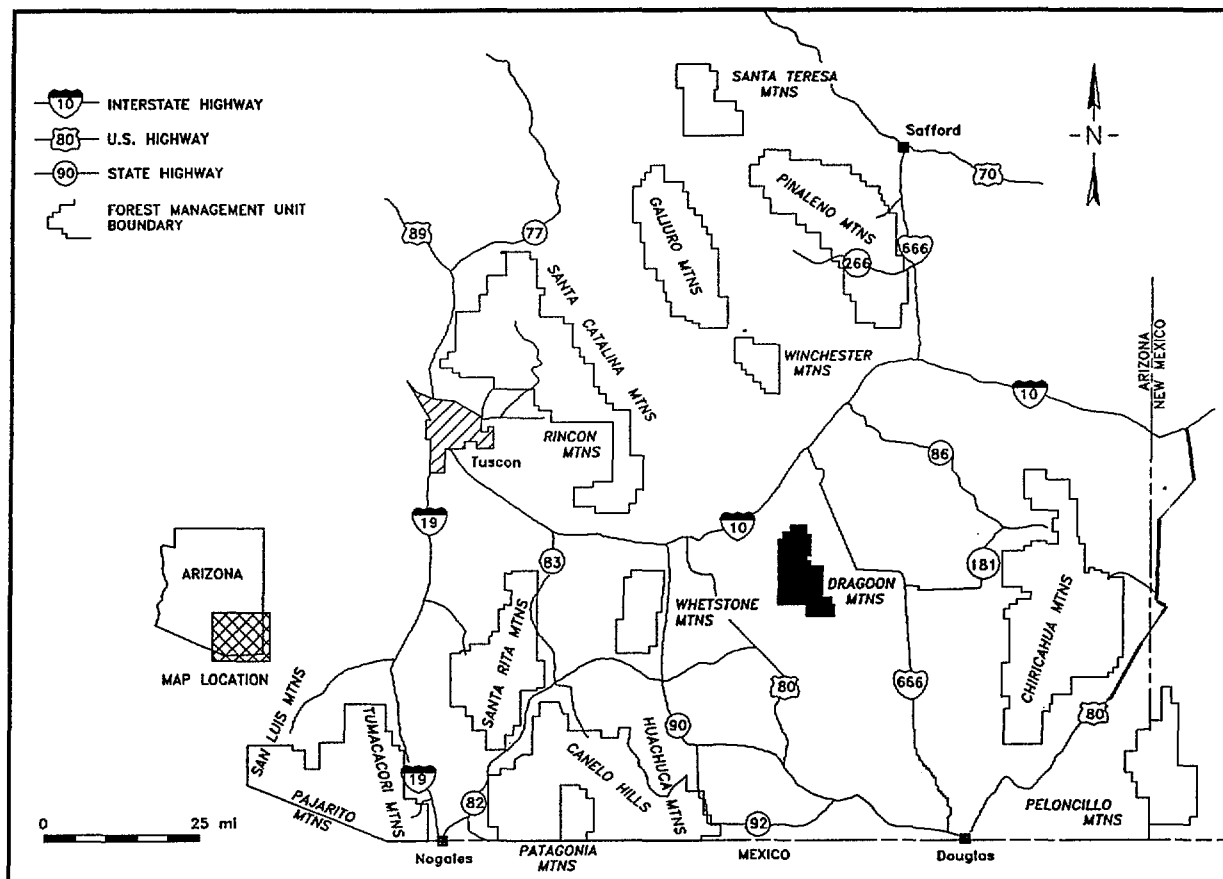 10 INTERSTATE HIGHWAY
80 U.S. HIGHWAY
90 STATE HIGHWAY
FOREST MANAGEMENT UNIT
BOUNDARY
SANTA TERESA
MTNS
N
Safford
70
PINALENO MTNS
GALIURO MTNS
666
266
89
77
SANTA CATALINA MTNS
WINCHESTER
MTNS
ARIZONA
NEW MEXICO
10
RINCON
MTNS
Tuscon
86
19
10
83
181
ARIZONA
MAP LOCATION
DRAGOON
MTNS
WHETSTONE
MTNS
SANTA RITA MTNS
CHIRICAHUA MTNS
80
666
80
SAN LUIS MTNS
TUMACACORI MTNS
90
HUACHUCA MTNS
CANELO HILLS
19
82
PAJARITO
MTNS
PELONCILLO
MTNS
0 25 mi
92
Nogales
PATAGONIA
MTNS
MEXICO
Douglas